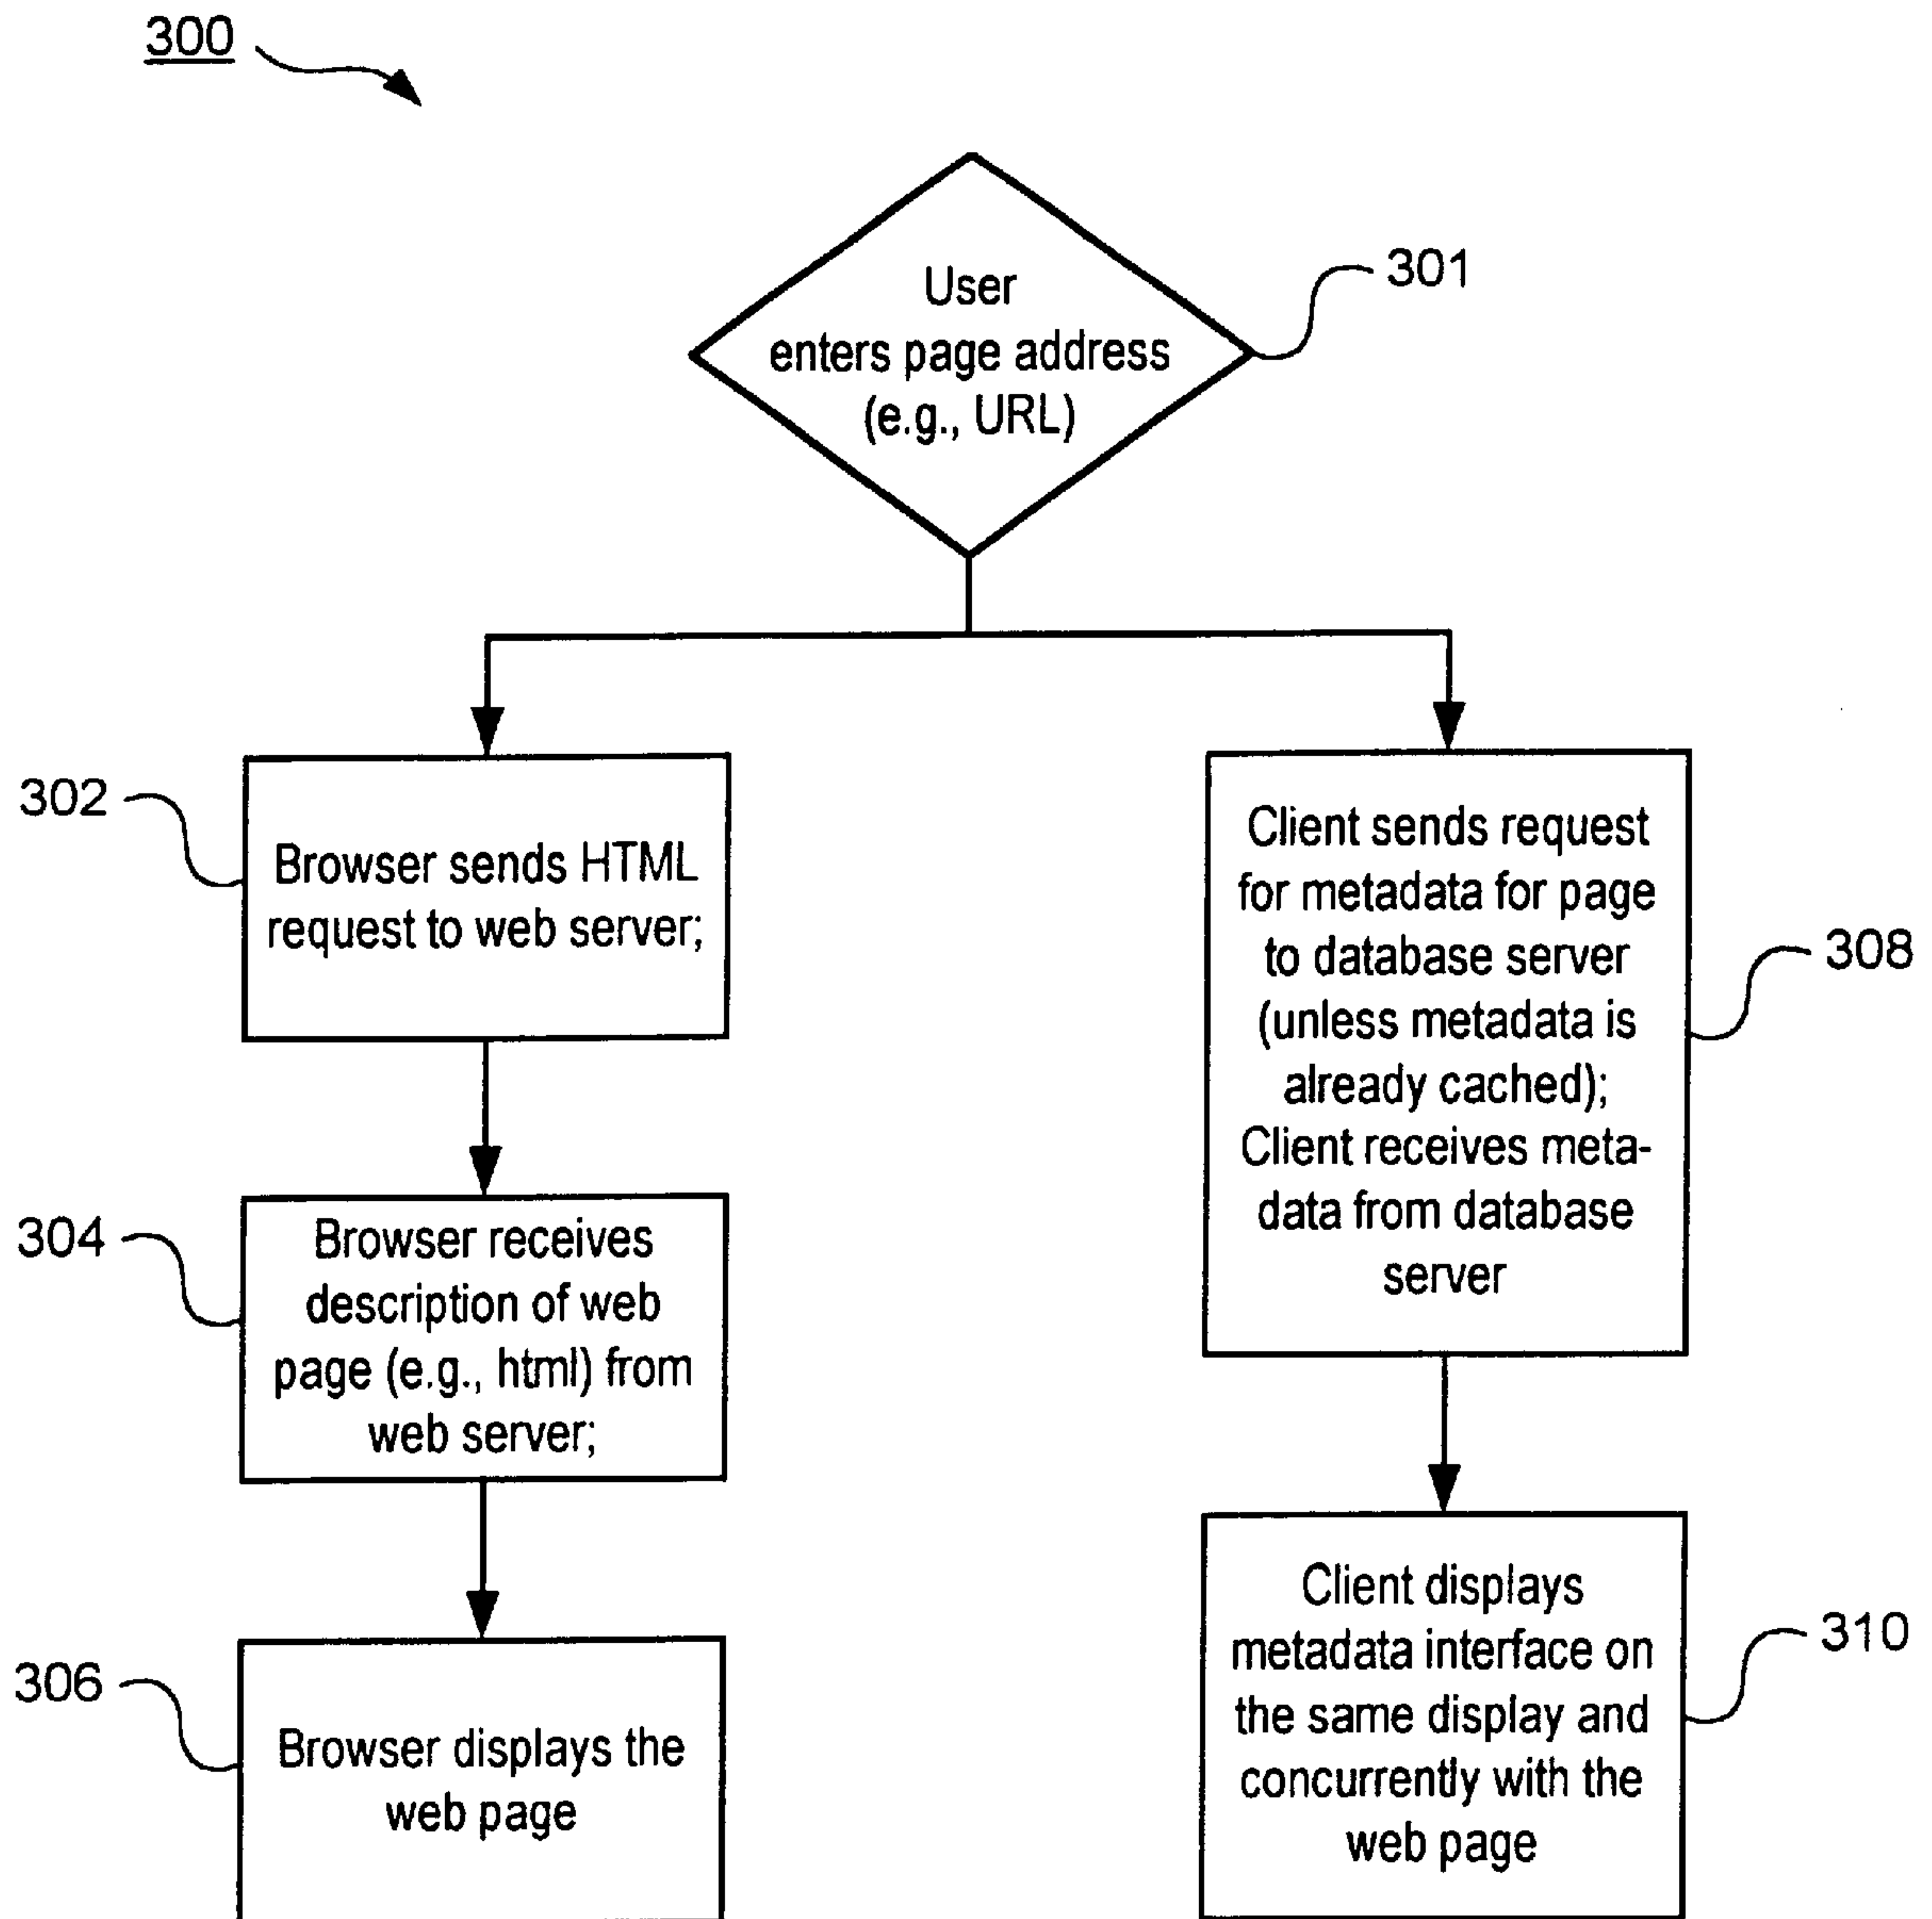 300
User
enters page address
(e.g., URL)
301
302
Browser sends HTML
request to web server;
304
Browser receives
description of web
page (e.g., html) from
web server;
306
Browser displays the
web page
Client sends request
for metadata for page
to database server
(unless metadata is
already cached);
Client receives meta-
data from database
server
308
Client displays
metadata interface on
the same display and
concurrently with the
web page
310